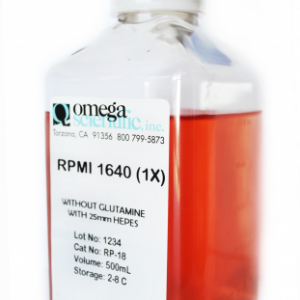 omega
scientific, inc.
Tarzana, CA 91356 800 799-5873
RPMI 1640 (1X)
WITHOUT GLUTAMINE
WITH 25mm HEPES
Lot No: 1234
Cat No: RP-18
Volume: 500mL
Storage: 2-8 C